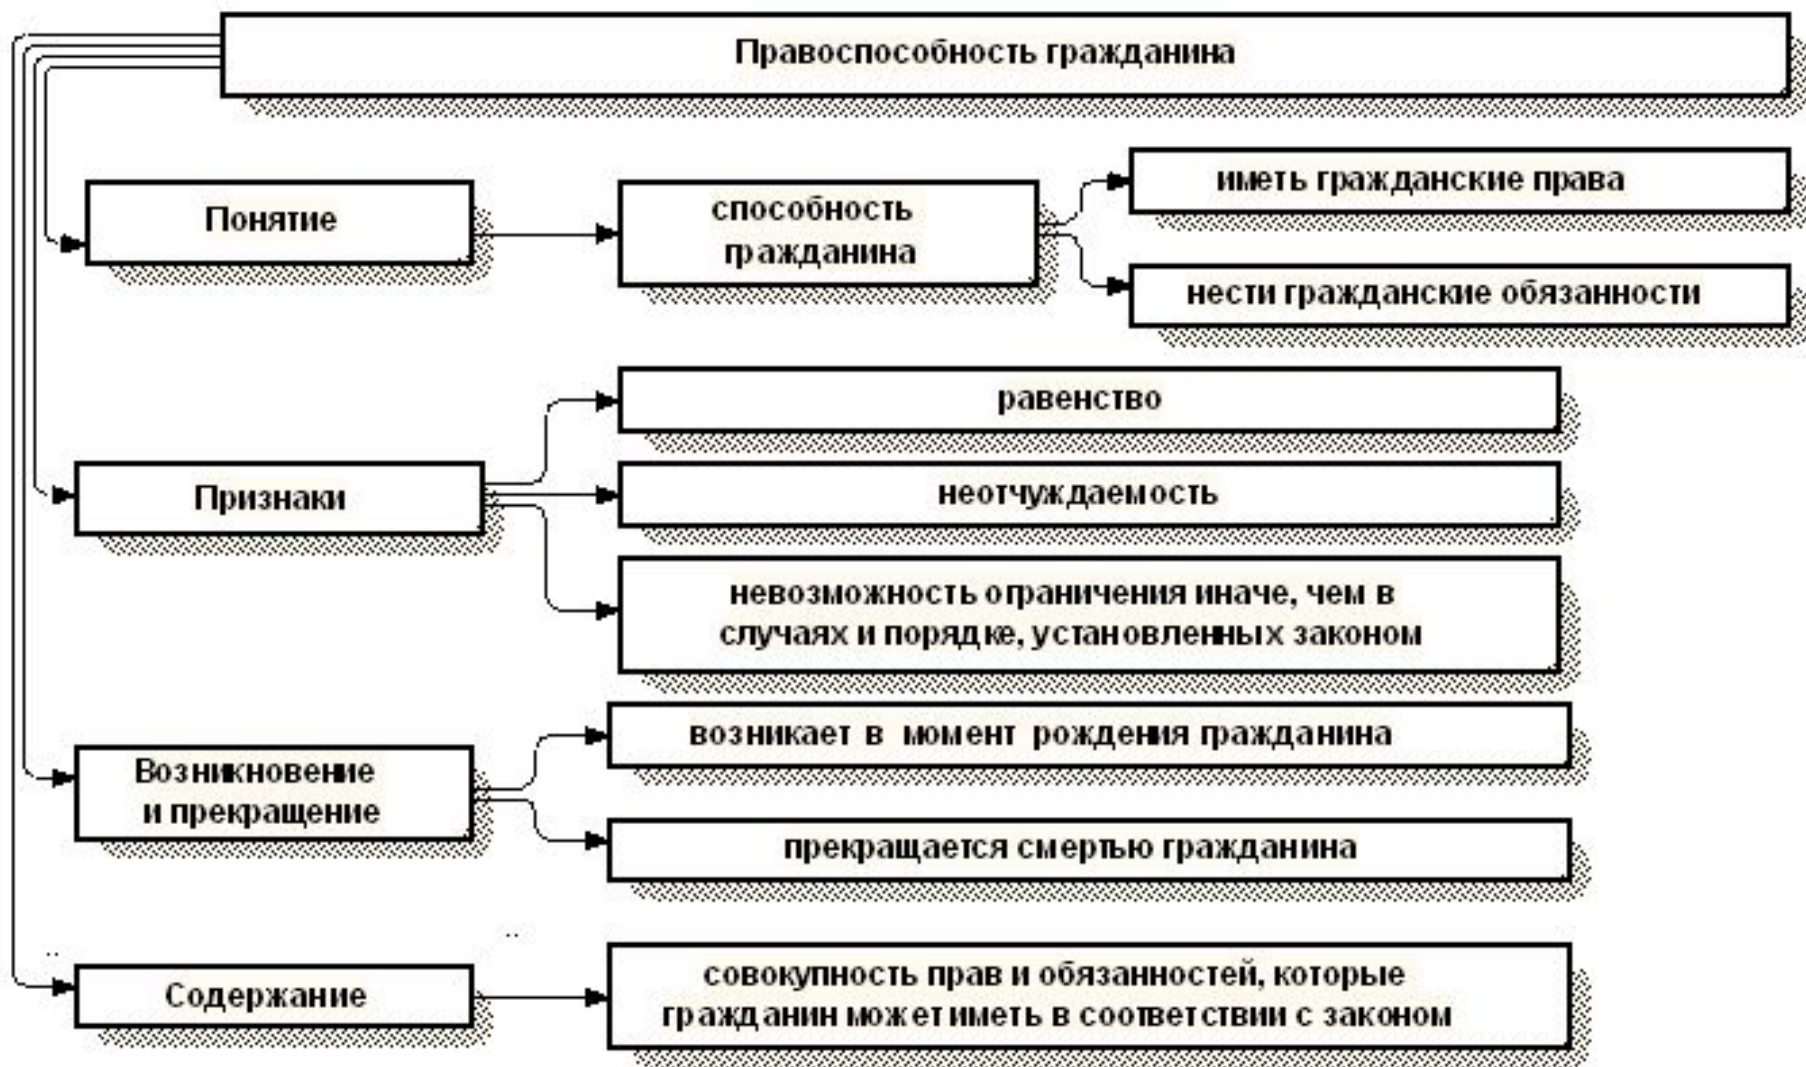 Правоспособность гражданина
Понятие
способность
гражданина
иметь гражданские права
нести гражданские обязанности
Признаки
равенство
неотчуждаемость
невозможность ограничения иначе, чем в
случаях и порядке, установленных законом
Возникновение
и прекращение
возникает в момент рождения гражданина
прекращается смертью гражданина
Содержание
совокупность прав и обязанностей, которые
гражданин может иметь в соответствии с законом